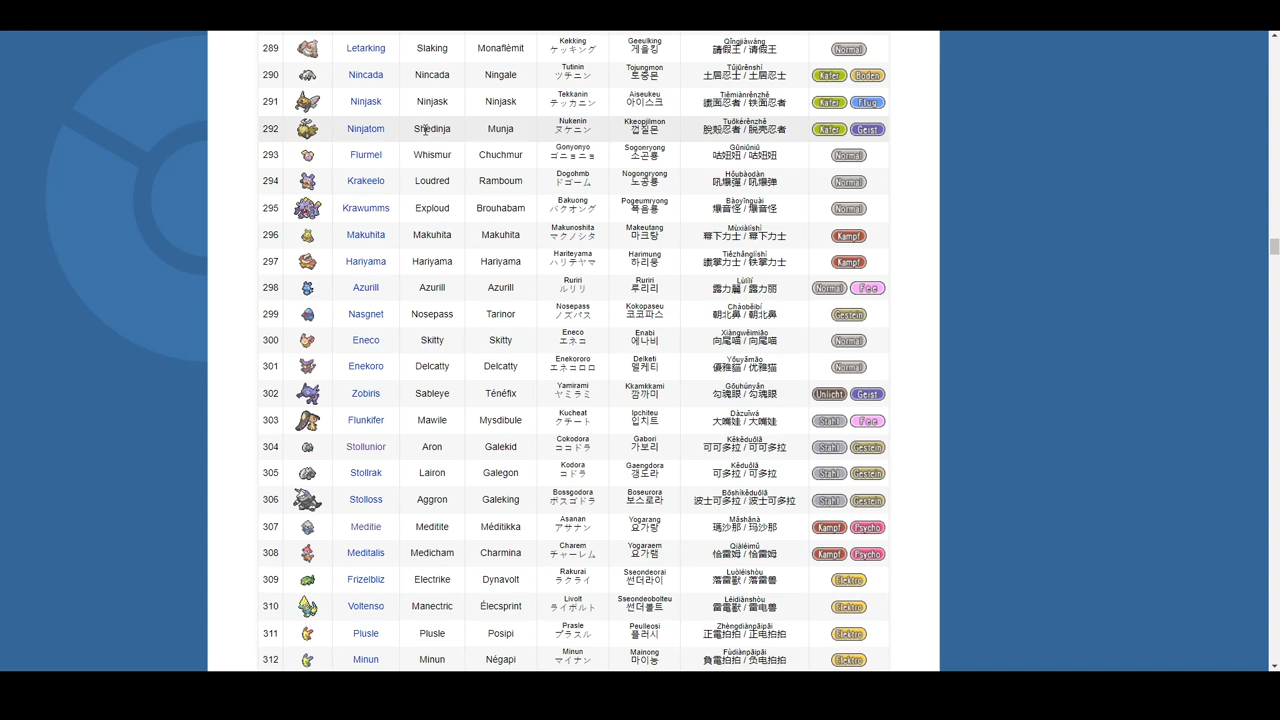 289 Letarking Slaking Monaflèmit Kekking Geeulking Qǐngjiàwáng Normal
ケッキング 게을킹 請假王 / 请假王
290 Nincada Nincada Ningale Tutinin Tojungmon Tǔjūrěnshì Käfer Boden
ツチニン 토중몬 土居忍士 / 土居忍士
291 Ninjask Ninjask Ninjask Tekkanin Aiseukeu Tiěmiànrěnzhě Käfer Flug
テッカニン 아이스크 鐵面忍者 / 铁面忍者
292 Ninjatom Shedinja Munja Nukenin Kkeopjilmon Tuōkérěnzhě Käfer Geist
ヌケニン 껍질몬 脫殼忍者 / 脱壳忍者
293 Flurmel Whismur Chuchmur Gonyonyo Sogonryong Gūniūniū Normal
ゴニョニョ 소곤룡 咕妞妞 / 咕妞妞
294 Krakeelo Loudred Ramboum Dogohmb Nogongryong Hǒubàodàn Normal
ドゴーム 노공룡 吼爆彈 / 吼爆弹
295 Krawumms Exploud Brouhabam Bakuong Pogeumryong Bàoyīnguài Normal
バクオング 폭음룡 爆音怪 / 爆音怪
296 Makuhita Makuhita Makuhita Makunoshita Makeutang Mùxiàlìshì Kampf
マクノシタ 마크탕 幕下力士 / 幕下力士
297 Hariyama Hariyama Hariyama Hariteyama Harimung Tiězhǎnglìshì Kampf
ハリテヤマ 하리뭉 鐵掌力士 / 铁掌力士
298 Azurill Azurill Azurill Ruriri Ruriri Lùlìlí Normal Fee
ルリリ 루리리 露力麗 / 露力丽
299 Nasgnet Nosepass Tarinor Nosepass Kokopaseu Cháoběibí Gestein
ノズパス 코코파스 朝北鼻 / 朝北鼻
300 Eneco Skitty Skitty Eneco Enabi Xiàngwěimiāo Normal
エネコ 에나비 向尾喵 / 向尾喵
301 Enekoro Delcatty Delcatty Enekororo Delketi Yōuyǎmāo Normal
エネコロロ 델케티 優雅貓 / 优雅猫
302 Zobiris Sableye Ténéfix Yamirami Kkamkkami Gōuhúnyǎn Unlicht Geist
ヤミラミ 깜까미 勾魂眼 / 勾魂眼
303 Flunkifer Mawile Mysdibule Kucheat Ipchiteu Dàzuǐwá Stahl Fee
クチート 입치트 大嘴娃 / 大嘴娃
304 Stollunior Aron Galekid Cokodora Gabori Kěkěduōlā Stahl Gestein
ココドラ 가보리 可可多拉 / 可可多拉
305 Stollrak Lairon Galegon Kodora Gaengdora Kěduōlā Stahl Gestein
コドラ 갱도라 可多拉 / 可多拉
306 Stolloss Aggron Galeking Bossgodora Boseurora Bōshìkěduōlā Stahl Gestein
ボスゴドラ 보스로라 波士可多拉 / 波士可多拉
307 Meditie Meditite Méditikka Asanan Yogarang Mǎshānà Kampf Psycho
アサナン 요가랑 瑪沙那 / 玛沙那
308 Meditalis Medicham Charmina Charem Yogaraem Qiàléimǔ Kampf Psycho
チャーレム 요가램 恰雷姆 / 恰雷姆
309 Frizelbliz Electrike Dynavolt Rakurai Sseondeorai Luòléishòu Elektro
ラクライ 썬더라이 落雷獸 / 落雷兽
310 Voltenso Manectric Élecsprint Livolt Sseondeobolteu Léidiànshòu Elektro
ライボルト 썬더볼트 雷電獸 / 雷电兽
311 Plusle Plusle Posipi Prasle Peulleosi Zhèngdiànpāipāi Elektro
プラスル 플러시 正電拍拍 / 正电拍拍
312 Minun Minun Négapi Minun Mainong Fùdiànpāipāi Elektro
マイナン 마이농 負電拍拍 / 负电拍拍